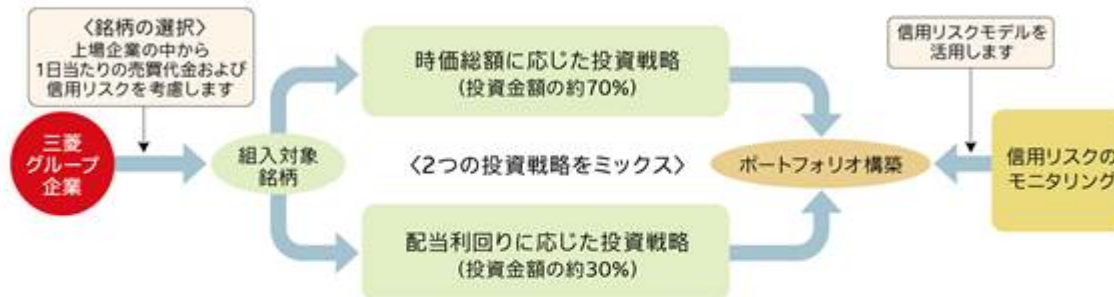 〈銘柄の選択〉
上場企業の中から
1日当たりの売買代金および
信用リスクを考慮します
三菱
グループ
企業
組入対象
銘柄
時価総額に応じた投資戦略
(投資金額の約70%)
〈2つの投資戦略をミックス〉
配当利回りに応じた投資戦略
(投資金額の約30%)
ポートフォリオ構築
信用リスクモデルを
活用します
信用リスクの
モニタリング